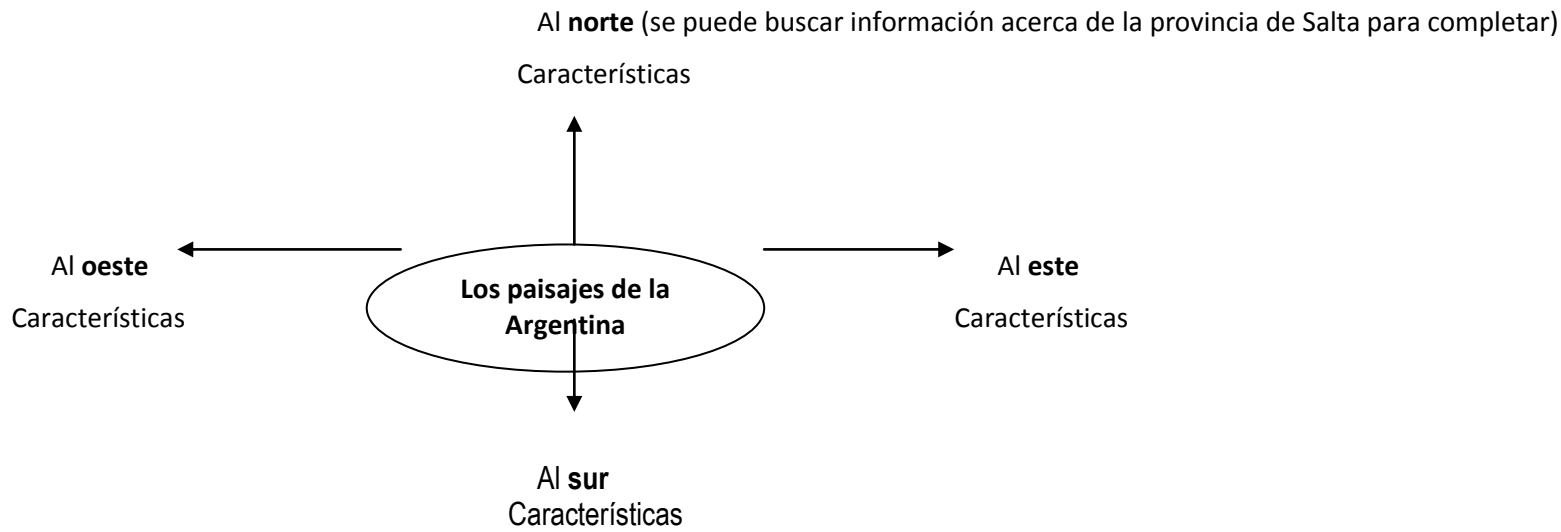 Al norte (se puede buscar información acerca de la provincia de Salta para completar)
Características
Al oeste
Características
Los paisajes de la
Argentina
Al este
Características
Al sur
Características